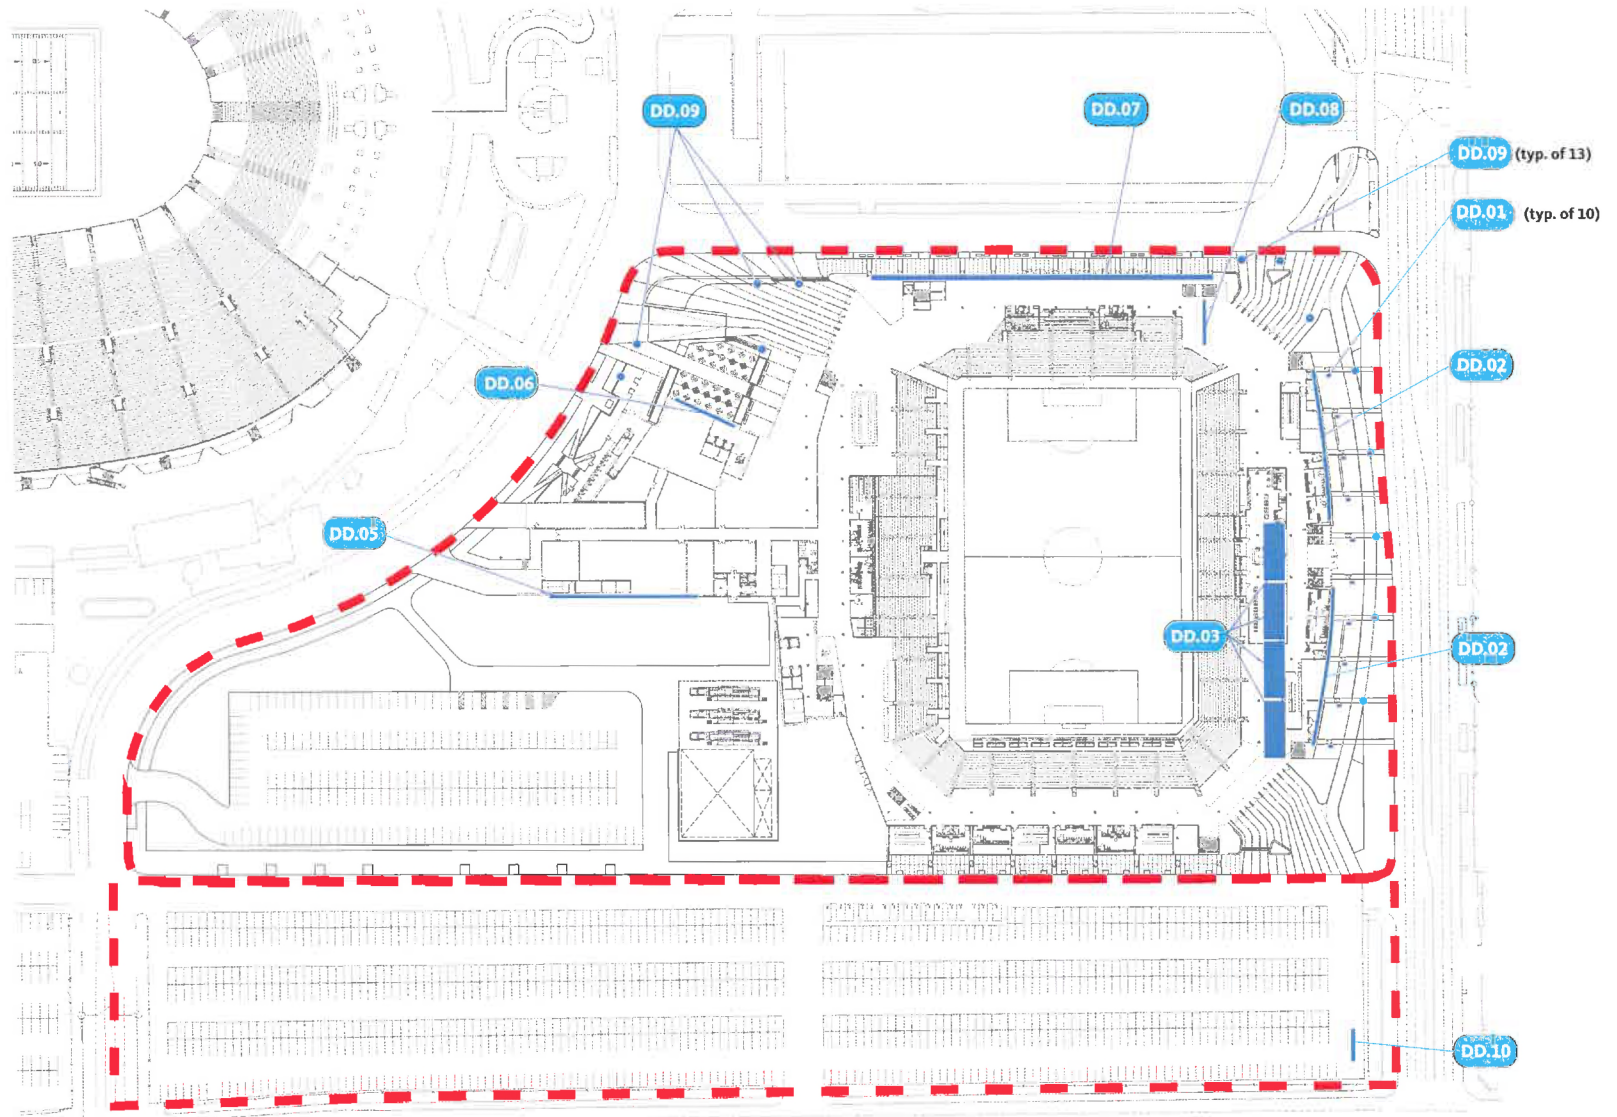 DD.09
DD.07
DD.08
DD.09 (typ. of 13)
DD.01 (typ. of 10)
DD.02
DD.06
DD.05
DD.03
DD.02
DD.10